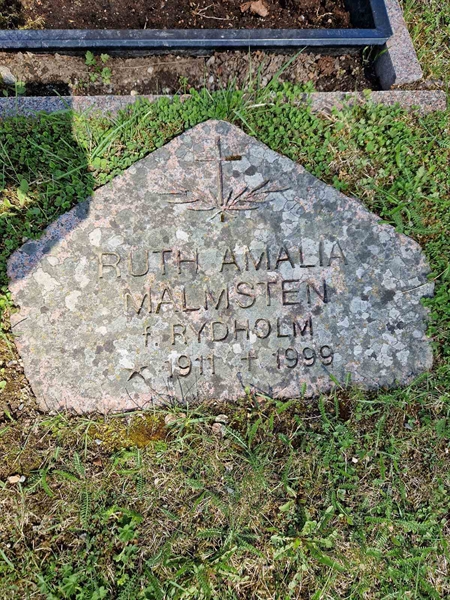 RUTH AMALIA
MALMSTEN
f. RYDHOLM
* 1911 † 1999